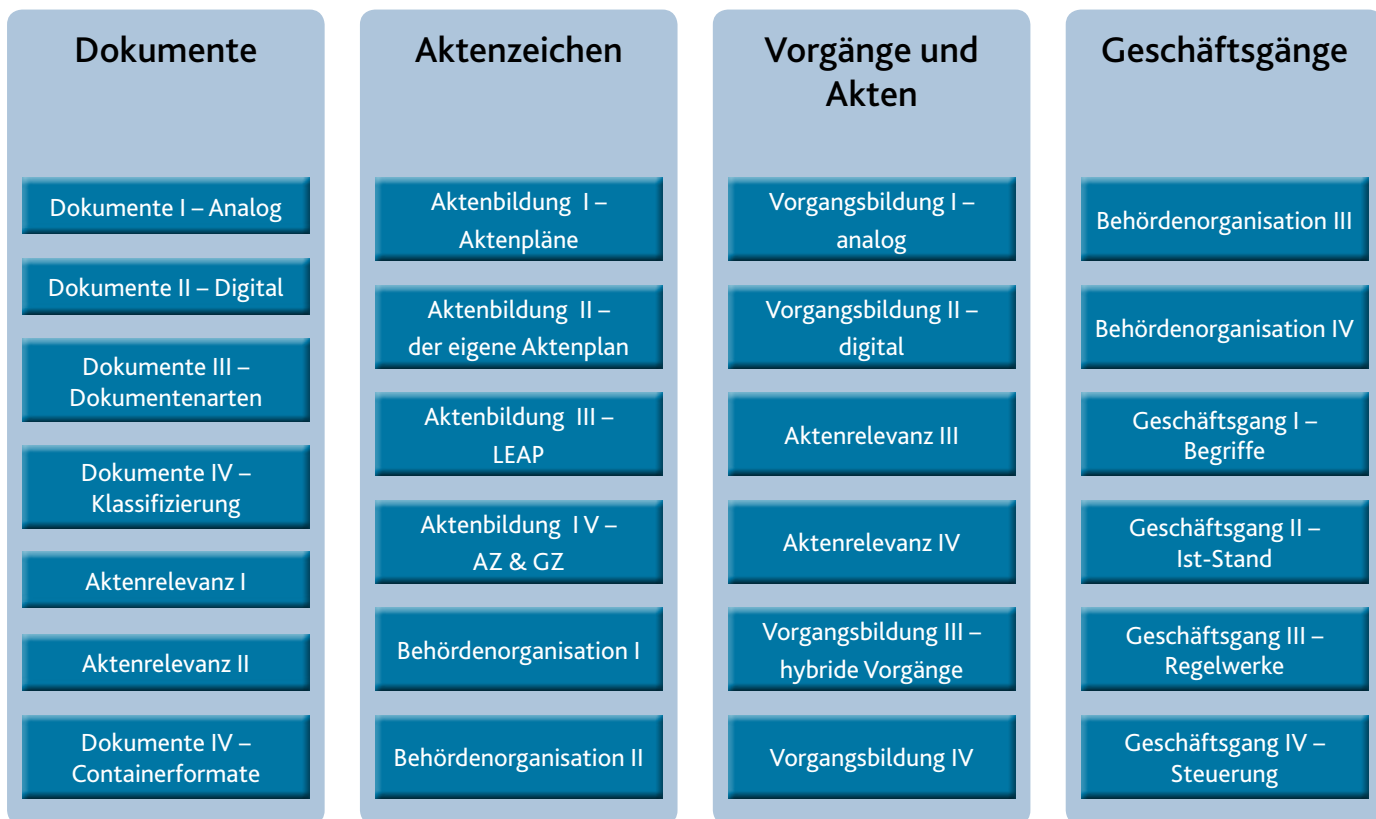 Dokumente
Dokumente I – Analog
Dokumente II – Digital
Dokumente III –
Dokumentenarten
Dokumente IV –
Klassifizierung
Aktenrelevanz I
Aktenrelevanz II
Dokumente IV –
Containerformate
Aktenzeichen
Aktenbildung I –
Aktenpläne
Aktenbildung II –
der eigene Aktenplan
Aktenbildung III –
LEAP
Aktenbildung I V –
AZ & GZ
Behördenorganisation I
Behördenorganisation II
Vorgänge und
Akten
Vorgangsbildung I –
analog
Vorgangsbildung II –
digital
Aktenrelevanz III
Aktenrelevanz IV
Vorgangsbildung III –
hybride Vorgänge
Vorgangsbildung IV
Geschäftsgänge
Behördenorganisation III
Behördenorganisation IV
Geschäftsgang I –
Begriffe
Geschäftsgang II –
Ist-Stand
Geschäftsgang III –
Regelwerke
Geschäftsgang IV –
Steuerung